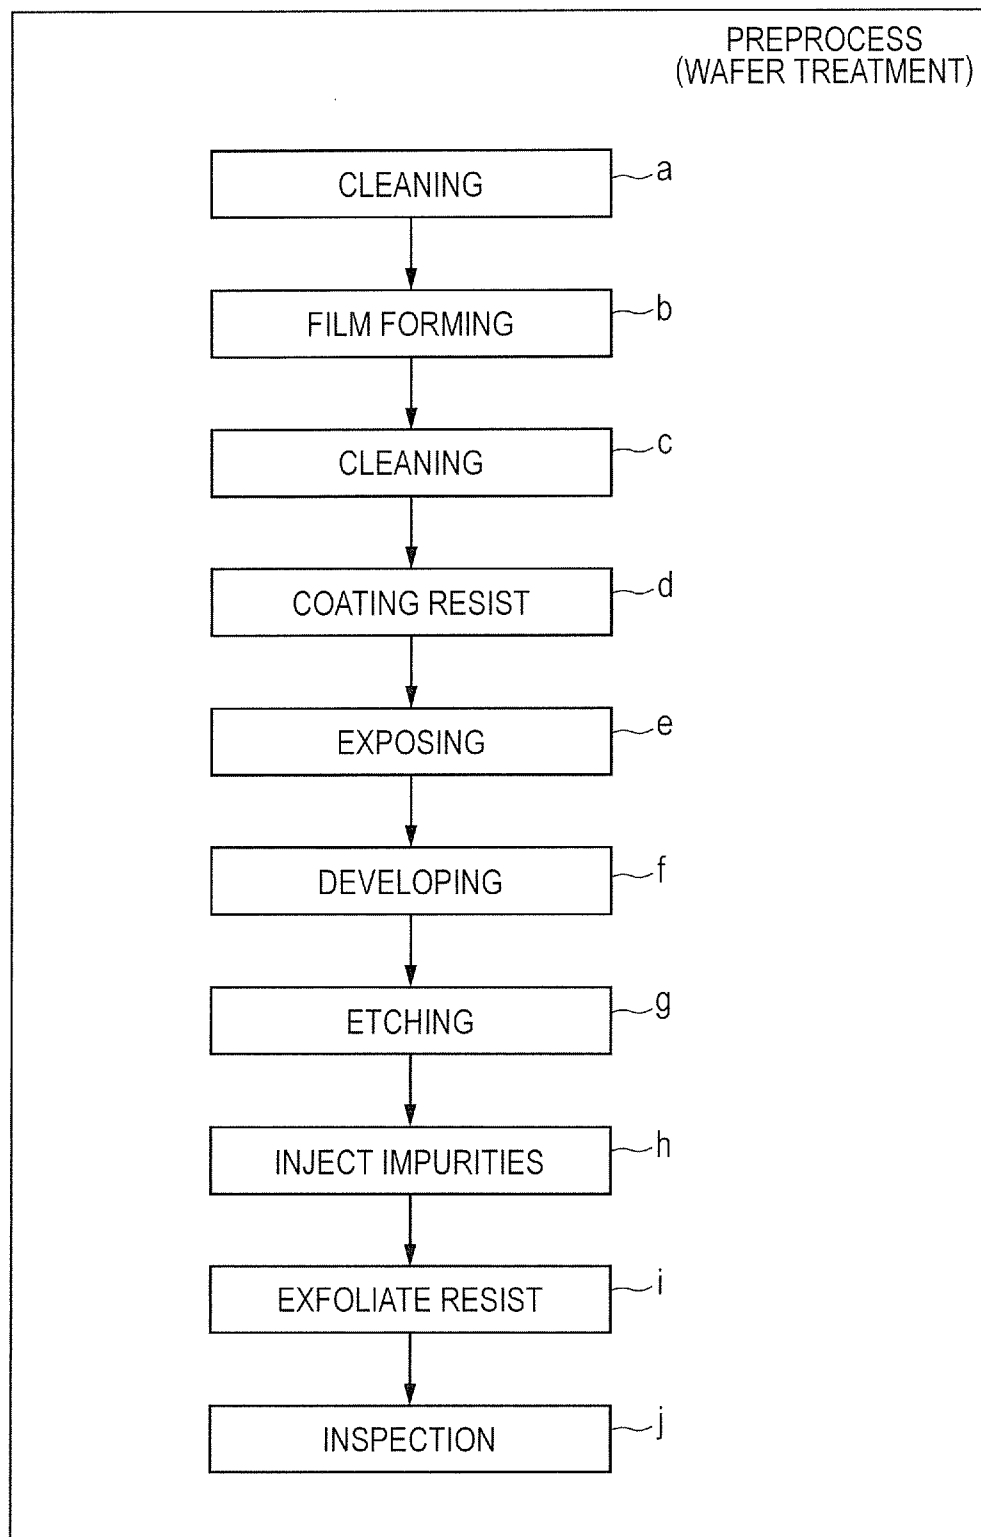 PREPROCESS
(WAFER TREATMENT)
CLEANING
a
FILM FORMING
b
CLEANING
c
COATING RESIST
d
EXPOSING
e
DEVELOPING
f
ETCHING
g
INJECT IMPURITIES
h
EXFOLIATE RESIST
i
INSPECTION
j